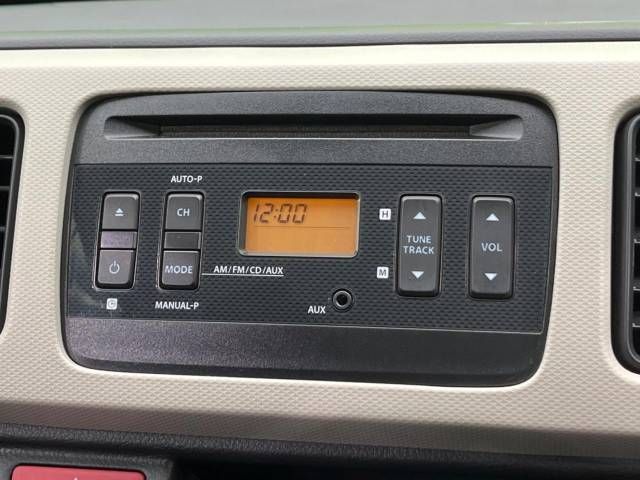 AUTO-P
CH
12:00
H
TUNE
TRACK
VOL
MODE
AM/FM/CD/AUX
M
MANUAL-P
AUX